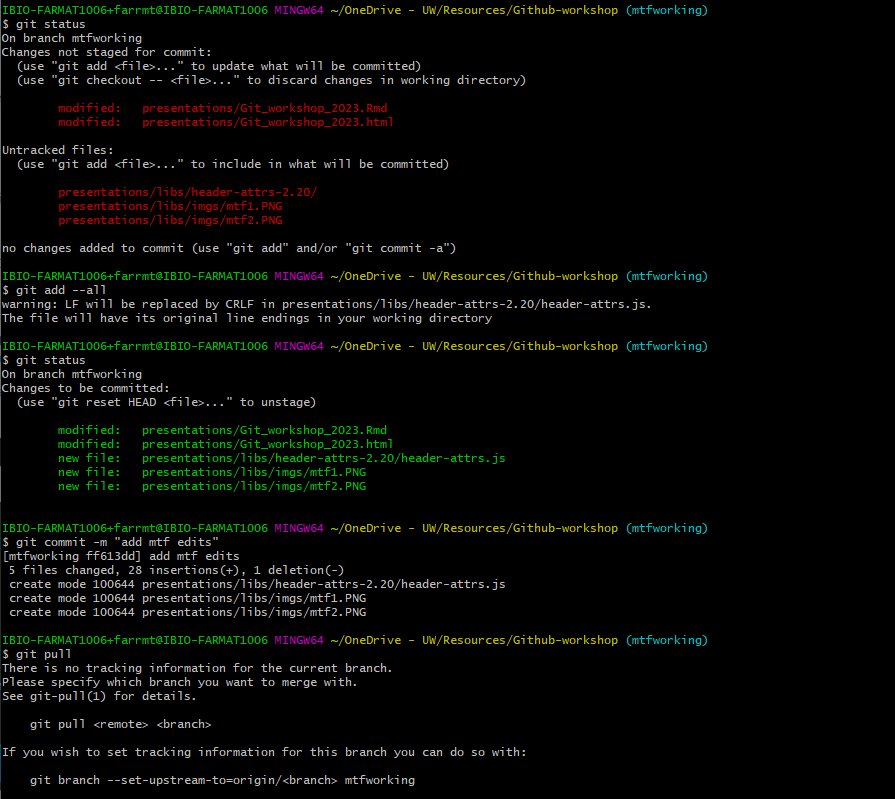 IBIO-FARMAT1006+farrmt@IBIO-FARMAT1006 MINGW64 ~/OneDrive - UW/Resources/Github-workshop (mtfworking)
$ git status
On branch mtfworking
Changes not staged for commit:
  (use "git add <file>..." to update what will be committed)
  (use "git checkout -- <file>..." to discard changes in working directory)
        modified:   presentations/Git_workshop_2023.Rmd
        modified:   presentations/Git_workshop_2023.html
Untracked files:
  (use "git add <file>..." to include in what will be committed)
        presentations/libs/header-attrs-2.20/
        presentations/libs/imgs/mtf1.PNG
        presentations/libs/imgs/mtf2.PNG
no changes added to commit (use "git add" and/or "git commit -a")
IBIO-FARMAT1006+farrmt@IBIO-FARMAT1006 MINGW64 ~/OneDrive - UW/Resources/Github-workshop (mtfworking)
$ git add --all
warning: LF will be replaced by CRLF in presentations/libs/header-attrs-2.20/header-attrs.js.
The file will have its original line endings in your working directory
IBIO-FARMAT1006+farrmt@IBIO-FARMAT1006 MINGW64 ~/OneDrive - UW/Resources/Github-workshop (mtfworking)
$ git status
On branch mtfworking
Changes to be committed:
  (use "git reset HEAD <file>..." to unstage)
        modified:   presentations/Git_workshop_2023.Rmd
        modified:   presentations/Git_workshop_2023.html
        new file:   presentations/libs/header-attrs-2.20/header-attrs.js
        new file:   presentations/libs/imgs/mtf1.PNG
        new file:   presentations/libs/imgs/mtf2.PNG
IBIO-FARMAT1006+farrmt@IBIO-FARMAT1006 MINGW64 ~/OneDrive - UW/Resources/Github-workshop (mtfworking)
$ git commit -m "add mtf edits"
[mtfworking ff613dd] add mtf edits
 5 files changed, 28 insertions(+), 1 deletion(-)
 create mode 100644 presentations/libs/header-attrs-2.20/header-attrs.js
 create mode 100644 presentations/libs/imgs/mtf1.PNG
 create mode 100644 presentations/libs/imgs/mtf2.PNG
IBIO-FARMAT1006+farrmt@IBIO-FARMAT1006 MINGW64 ~/OneDrive - UW/Resources/Github-workshop (mtfworking)
$ git pull
There is no tracking information for the current branch.
Please specify which branch you want to merge with.
See git-pull(1) for details.
    git pull <remote> <branch>
If you wish to set tracking information for this branch you can do so with:
    git branch --set-upstream-to=origin/<branch> mtfworking